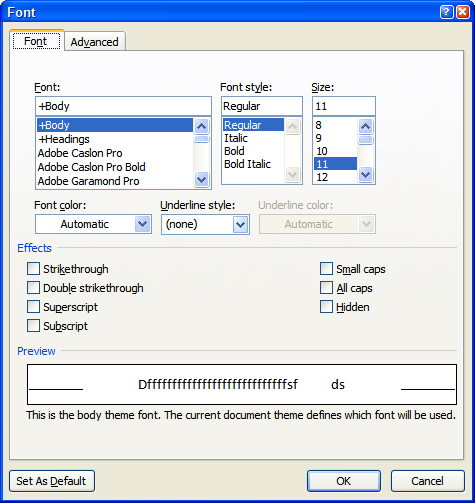 Font
Font Advanced
Font: Font style: Size:
+Body Regular 11
+Body Regular 8
+Headings Italic 9
Adobe Caslon Pro Bold 10
Adobe Caslon Pro Bold Bold Italic 11
Adobe Garamond Pro 12
Font color: Underline style: Underline color:
Automatic (none) Automatic
Effects
Strikethrough Small caps
Double strikethrough All caps
Superscript Hidden
Subscript
Preview
Dffffffffffffffffffffffffffffsf ds
This is the body theme font. The current document theme defines which font will be used.
Set As Default OK Cancel